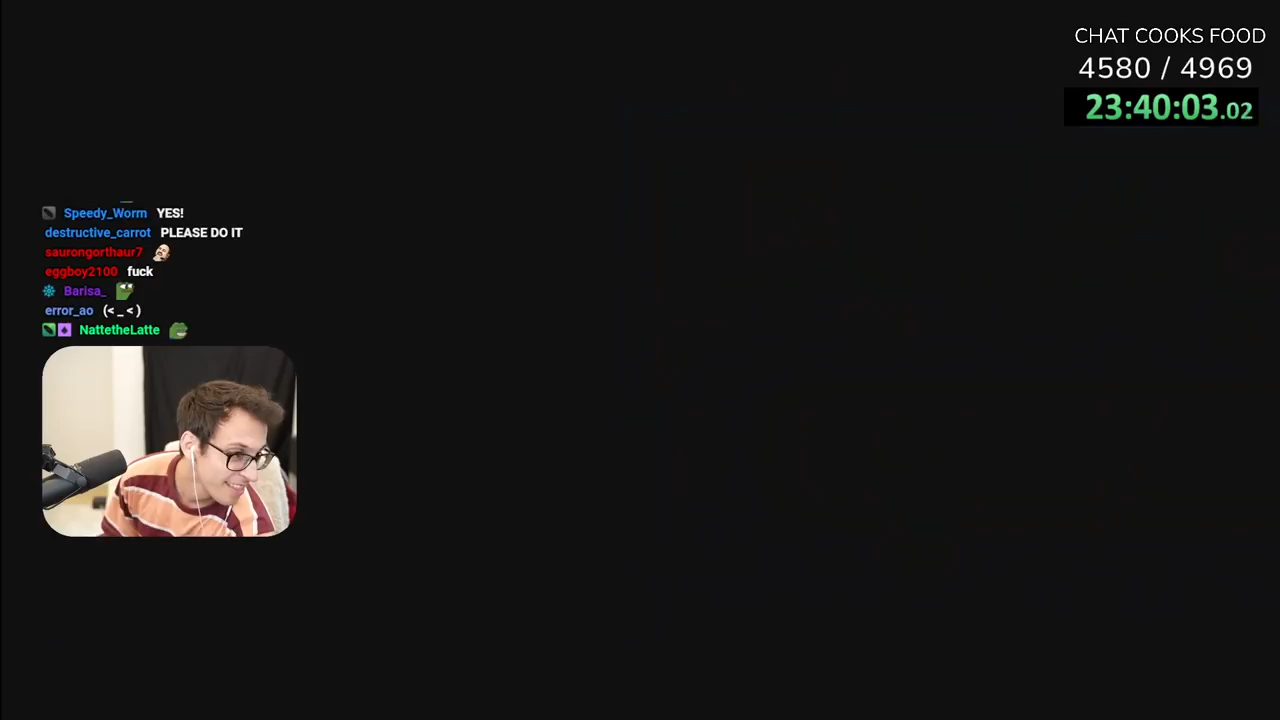 CHAT COOKS FOOD
4580 / 4969
23:40:03.02
Speedy_Worm YES!
destructive_carrot PLEASE DO IT
saurongorthaur7
eggboy2100 fuck
Barisa_
error_ao (< _ < )
NattetheLatte